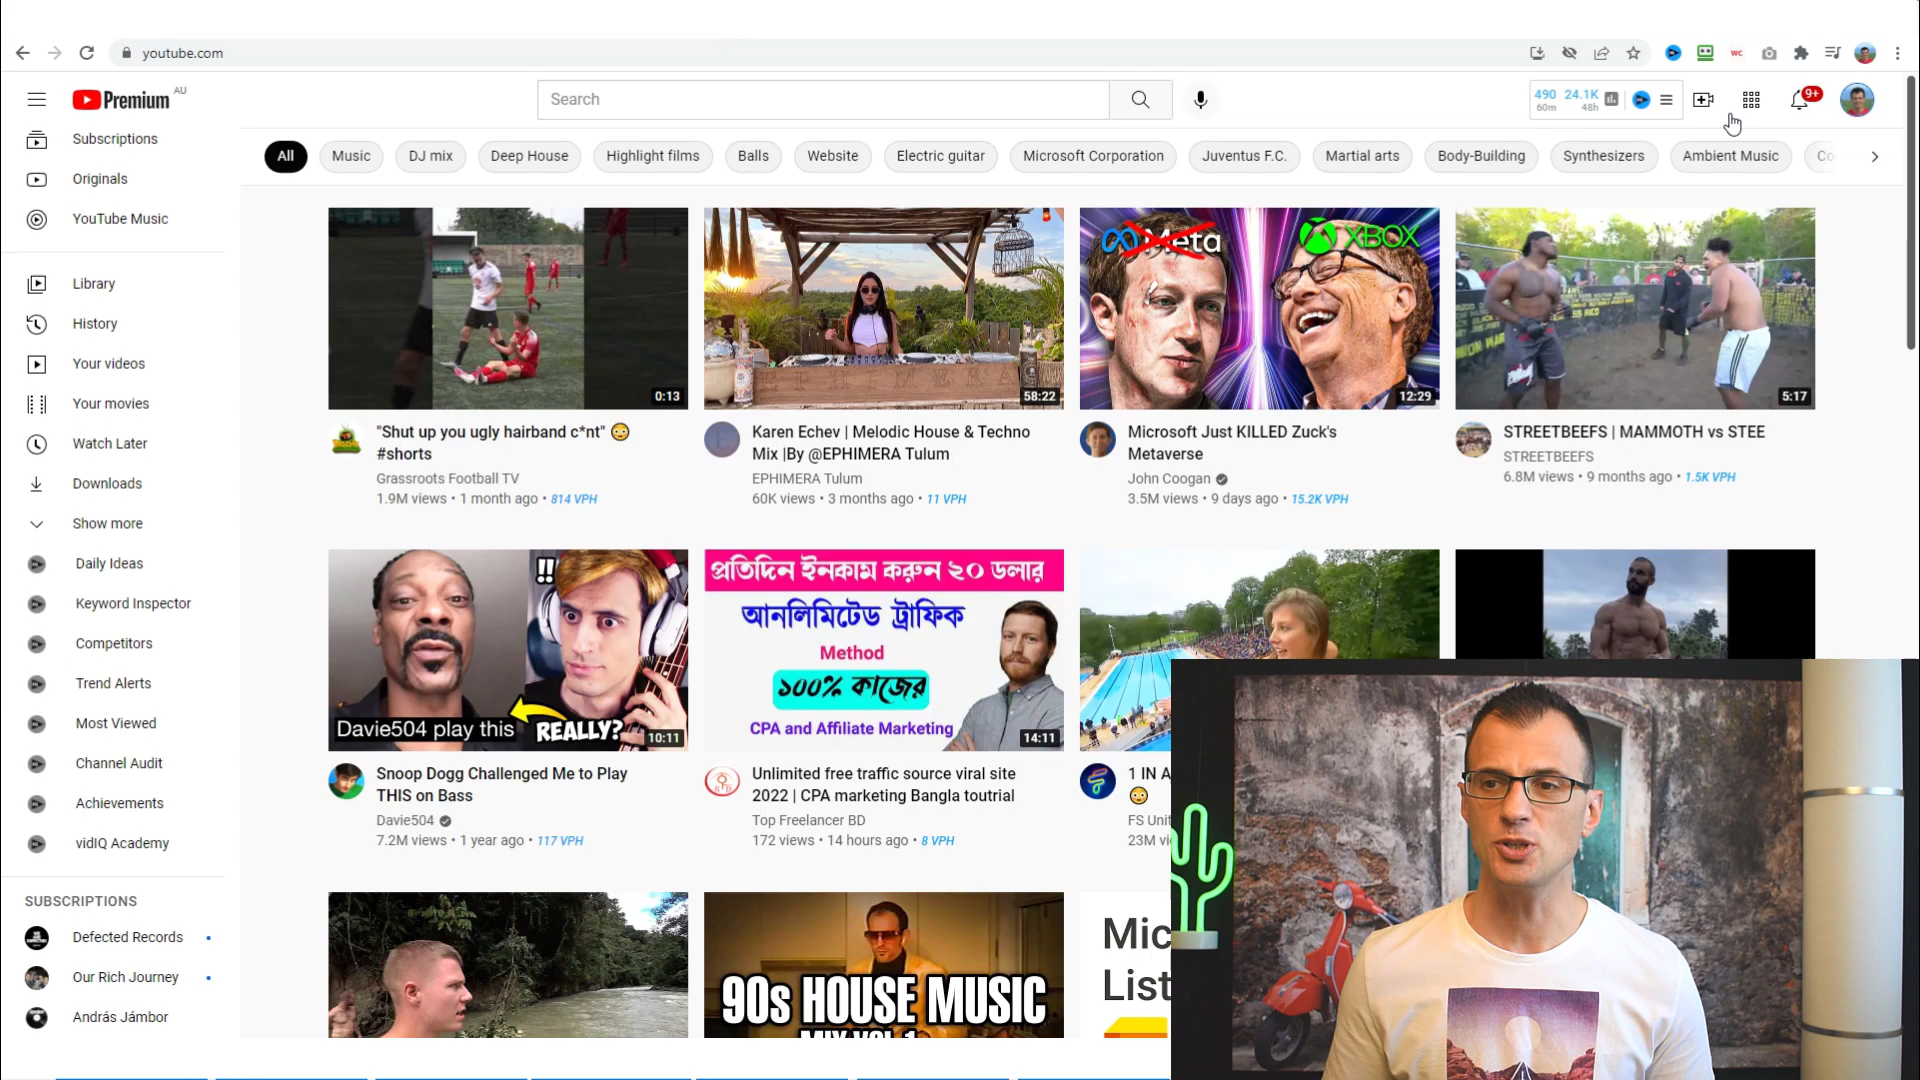 youtube.com
WC
Premium AU
Search
490 24.1K
60m 48h
9+
Subscriptions
Originals
YouTube Music
Library
History
Your videos
Your movies
Watch Later
Downloads
Show more
Daily Ideas
Keyword Inspector
Competitors
Trend Alerts
Most Viewed
Channel Audit
Achievements
vidIQ Academy
SUBSCRIPTIONS
Defected Records
Our Rich Journey
András Jámbor
All
Music
DJ mix
Deep House
Highlight films
Balls
Website
Electric guitar
Microsoft Corporation
Juventus F.C.
Martial arts
Body-Building
Synthesizers
Ambient Music
Co
0:13
"Shut up you ugly hairband c*nt" 😳
#shorts
Grassroots Football TV
1.9M views • 1 month ago • 814 VPH
EPHIMERA
58:22
Karen Echev | Melodic House & Techno
Mix |By @EPHIMERA Tulum
EPHIMERA Tulum
60K views • 3 months ago • 11 VPH
Meta
XBOX
12:29
Microsoft Just KILLED Zuck's
Metaverse
John Coogan
3.5M views • 9 days ago • 15.2K VPH
5:17
STREETBEEFS | MAMMOTH vs STEE
STREETBEEFS
6.8M views • 9 months ago • 1.5K VPH
!!
Davie504 play this
REALLY?
10:11
Snoop Dogg Challenged Me to Play
THIS on Bass
Davie504
7.2M views • 1 year ago • 117 VPH
প্রতিদিন ইনকাম করুন ২০ ডলার
আনলিমিটেড ট্রাফিক
Method
১০০% কাজের
CPA and Affiliate Marketing
14:11
Unlimited free traffic source viral site
2022 | CPA marketing Bangla toutrial
Top Freelancer BD
172 views • 14 hours ago • 8 VPH
1 IN A
😳
FS Unit
23M vi
90s HOUSE MUSIC
MIX VOL 1
Mic
List